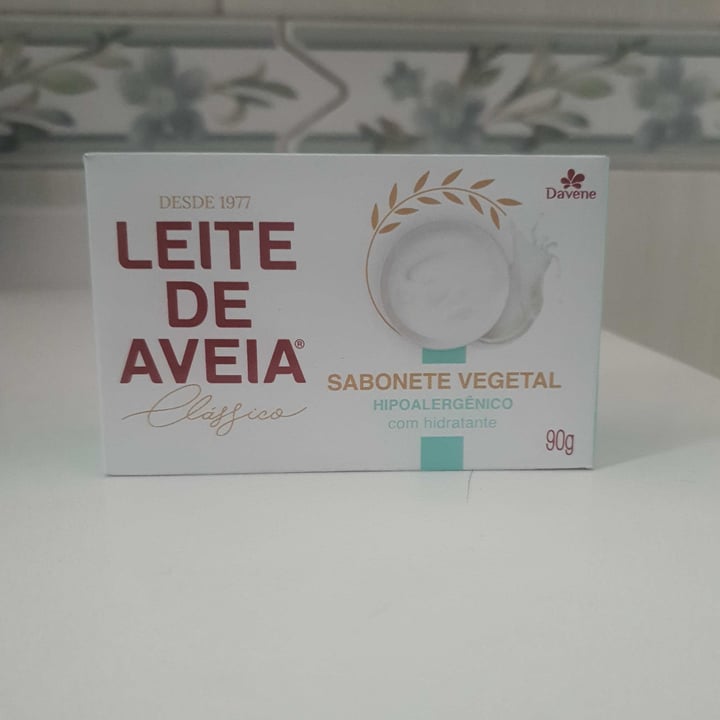 DESDE 1977
LEITE
DE
AVEIA®
Clássico
Davene
SABONETE VEGETAL
HIPOALERGÊNICO
com hidratante
90g